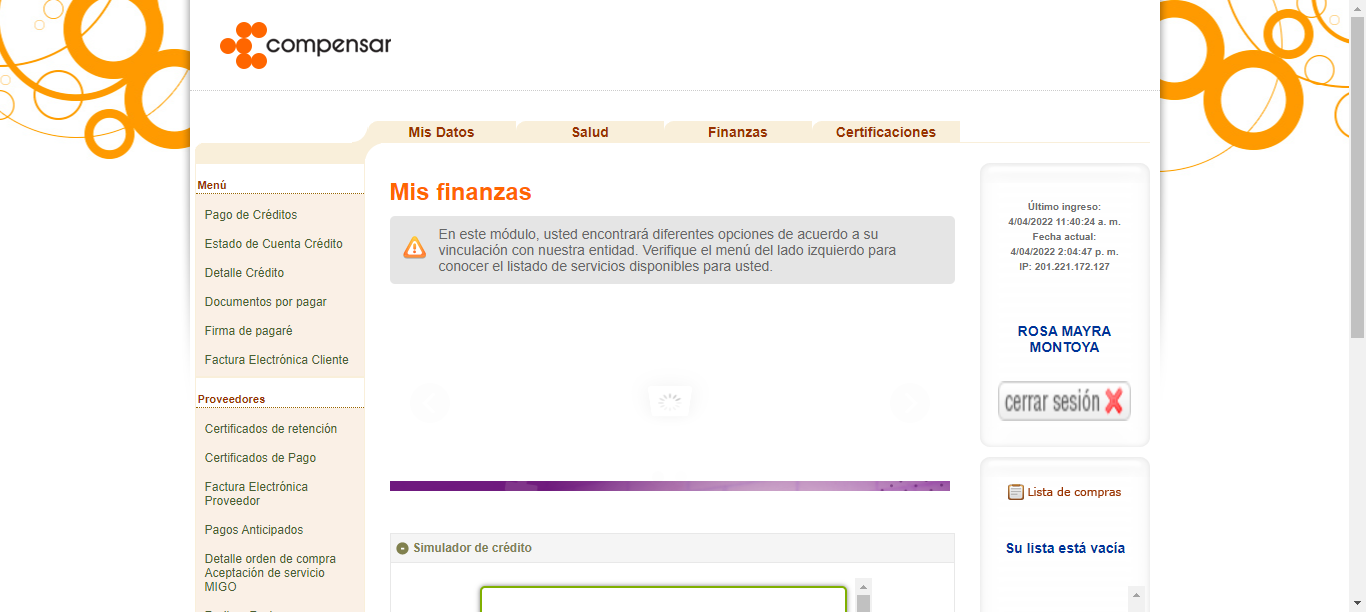 compensar
Mis Datos
Salud
Finanzas
Certificaciones
Menú
Pago de Créditos
Estado de Cuenta Crédito
Detalle Crédito
Documentos por pagar
Firma de pagaré
Factura Electrónica Cliente
Proveedores
Certificados de retención
Certificados de Pago
Factura Electrónica
Proveedor
Pagos Anticipados
Detalle orden de compra
Aceptación de servicio
MIGO
Mis finanzas
En este módulo, usted encontrará diferentes opciones de acuerdo a su
vinculación con nuestra entidad. Verifique el menú del lado izquierdo para
conocer el listado de servicios disponibles para usted.
Simulador de crédito
Último ingreso:
4/04/2022 11:40:24 a. m.
Fecha actual:
4/04/2022 2:04:47 p. m.
IP: 201.221.172.127
ROSA MAYRA
MONTOYA
cerrar sesión
Lista de compras
Su lista está vacía